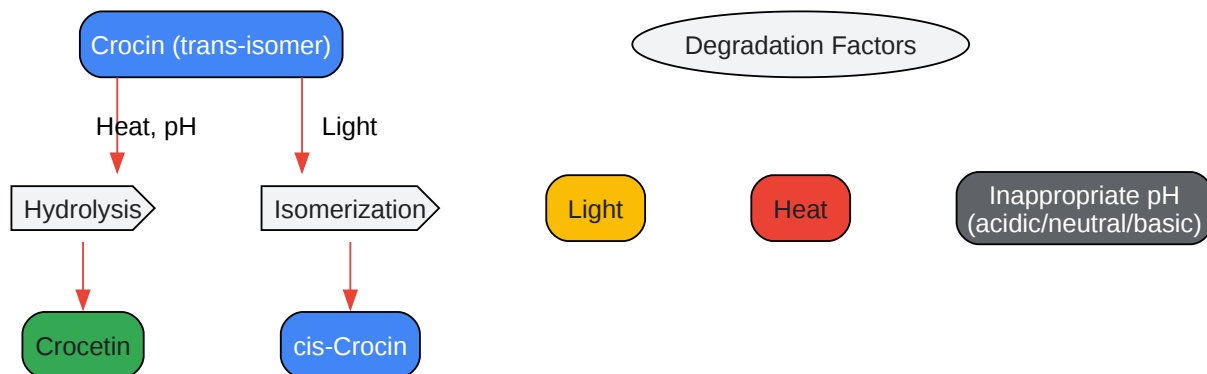 Crocin (trans-isomer)
Degradation Factors
Heat, pH
Light
Hydrolysis
Isomerization
Light
Heat
Inappropriate pH
(acidic/neutral/basic)
Crocetin
cis-Crocin